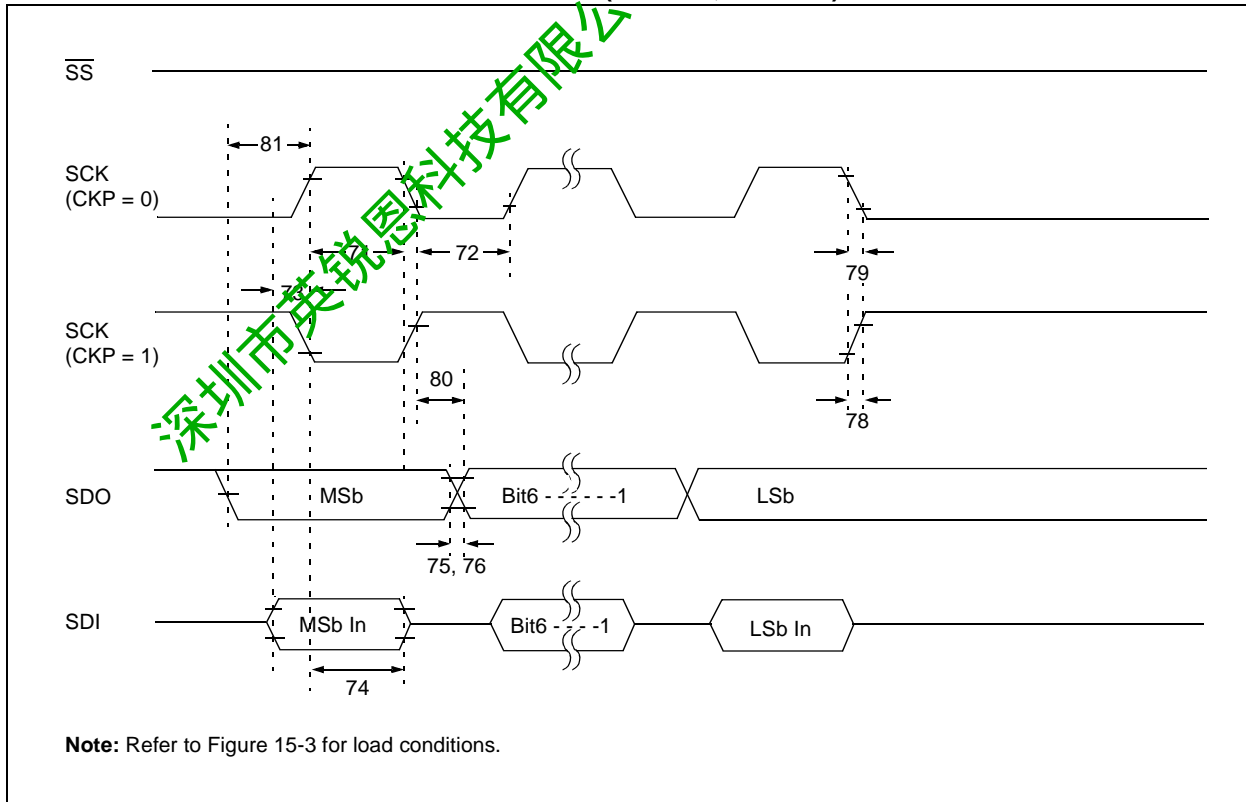 SS
81
SCK
(CKP = 0)
71
72
79
73
SCK
(CKP = 1)
80
78
SDO
MSb
Bit6 - - - - - -1
LSb
75, 76
SDI
MSb In
Bit6 - - - -1
LSb In
74
Note: Refer to Figure 15-3 for load conditions.
深圳市英锐恩科技有限公